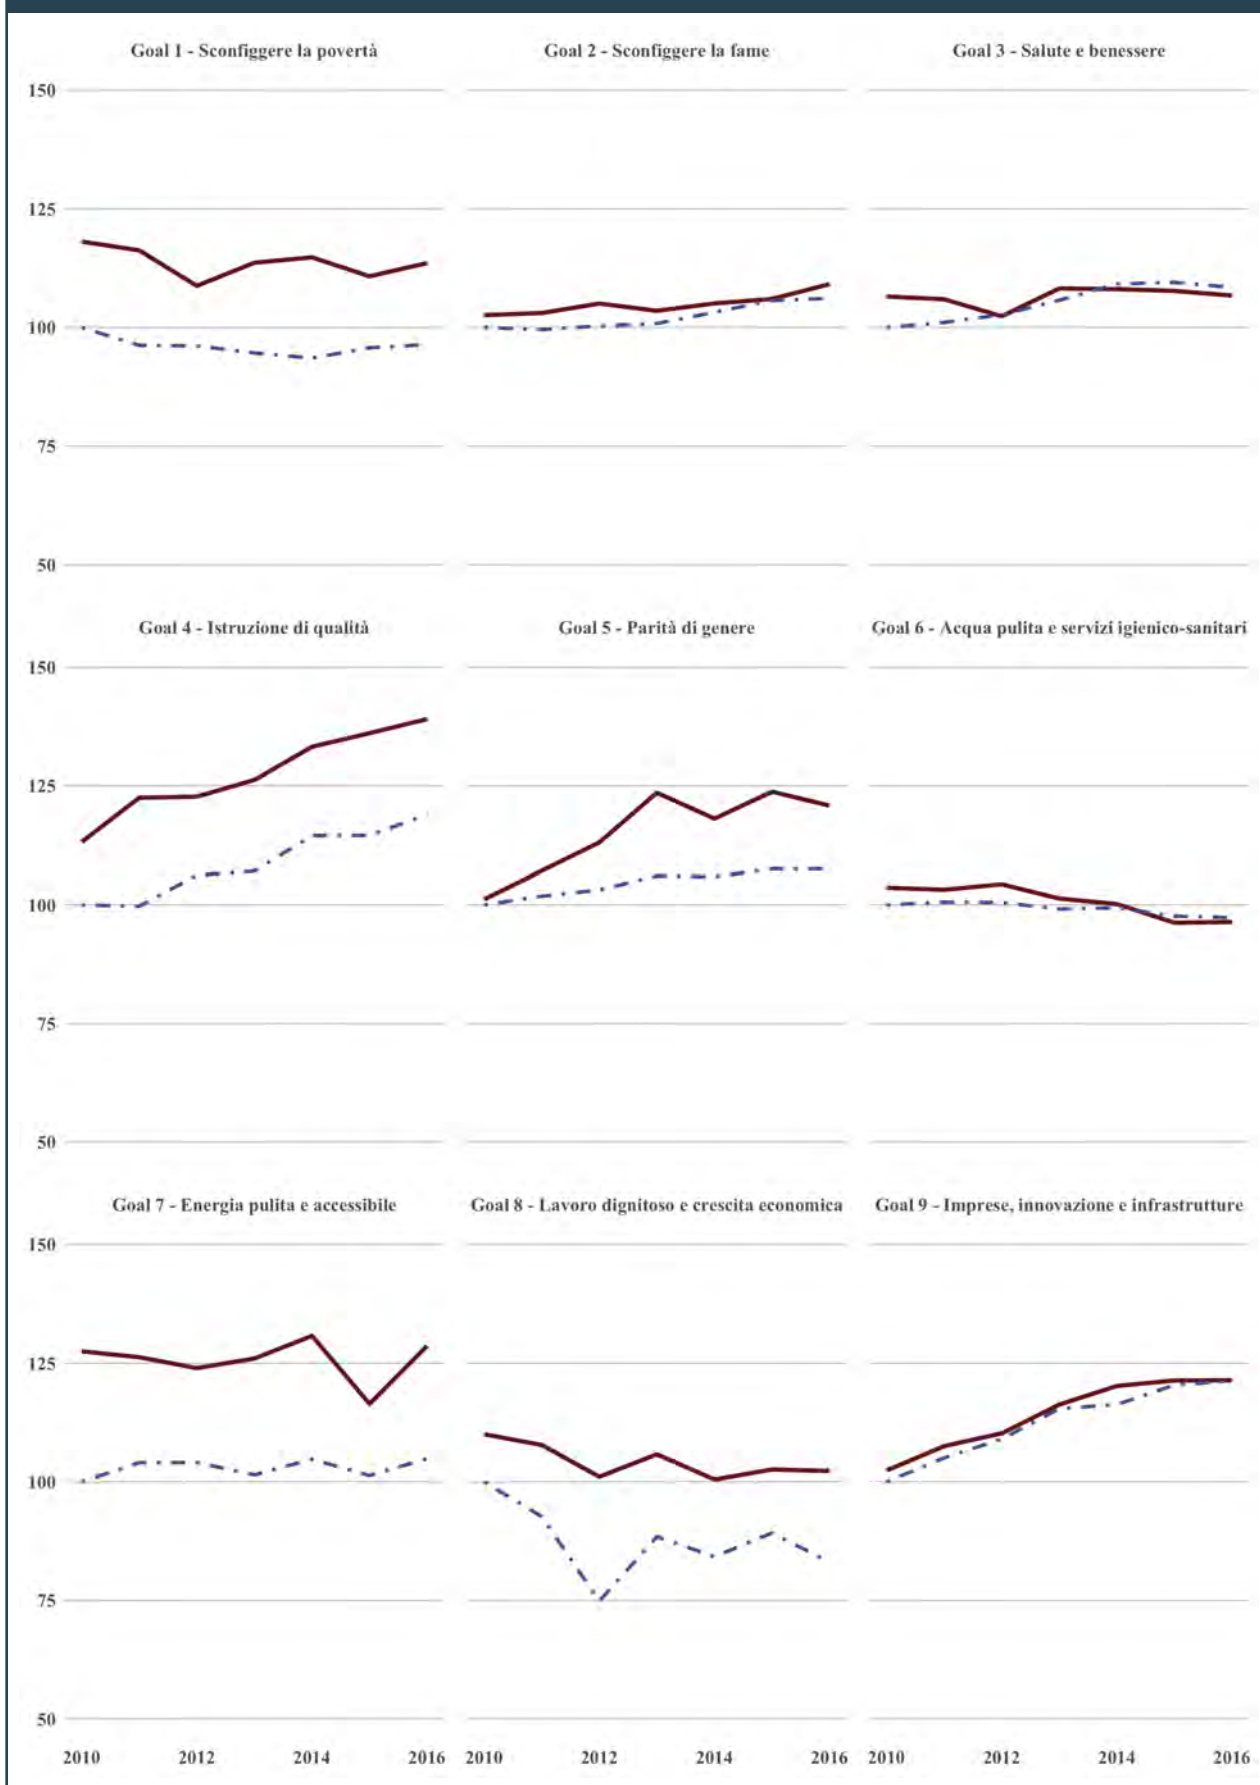 Goal 1 - Sconfiggere la povertà
Goal 2 - Sconfiggere la fame
Goal 3 - Salute e benessere
150
125
100
75
50
Goal 4 - Istruzione di qualità
Goal 5 - Parità di genere
Goal 6 - Acqua pulita e servizi igienico-sanitari
150
125
100
75
50
Goal 7 - Energia pulita e accessibile
Goal 8 - Lavoro dignitoso e crescita economica
Goal 9 - Imprese, innovazione e infrastrutture
150
125
100
75
50
2010 2012 2014 2016
2010 2012 2014 2016
2010 2012 2014 2016